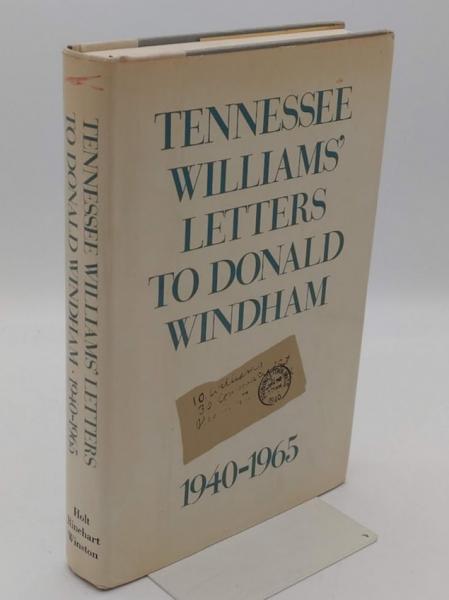 TENNESSEE
WILLIAMS'
LETTERS
TO DONALD
WINDHAM
1940-1965
TENNESSEE WILLIAMS' LETTERS
TO DONALD WINDHAM · 1940-1965
Holt
Rinehart
Winston